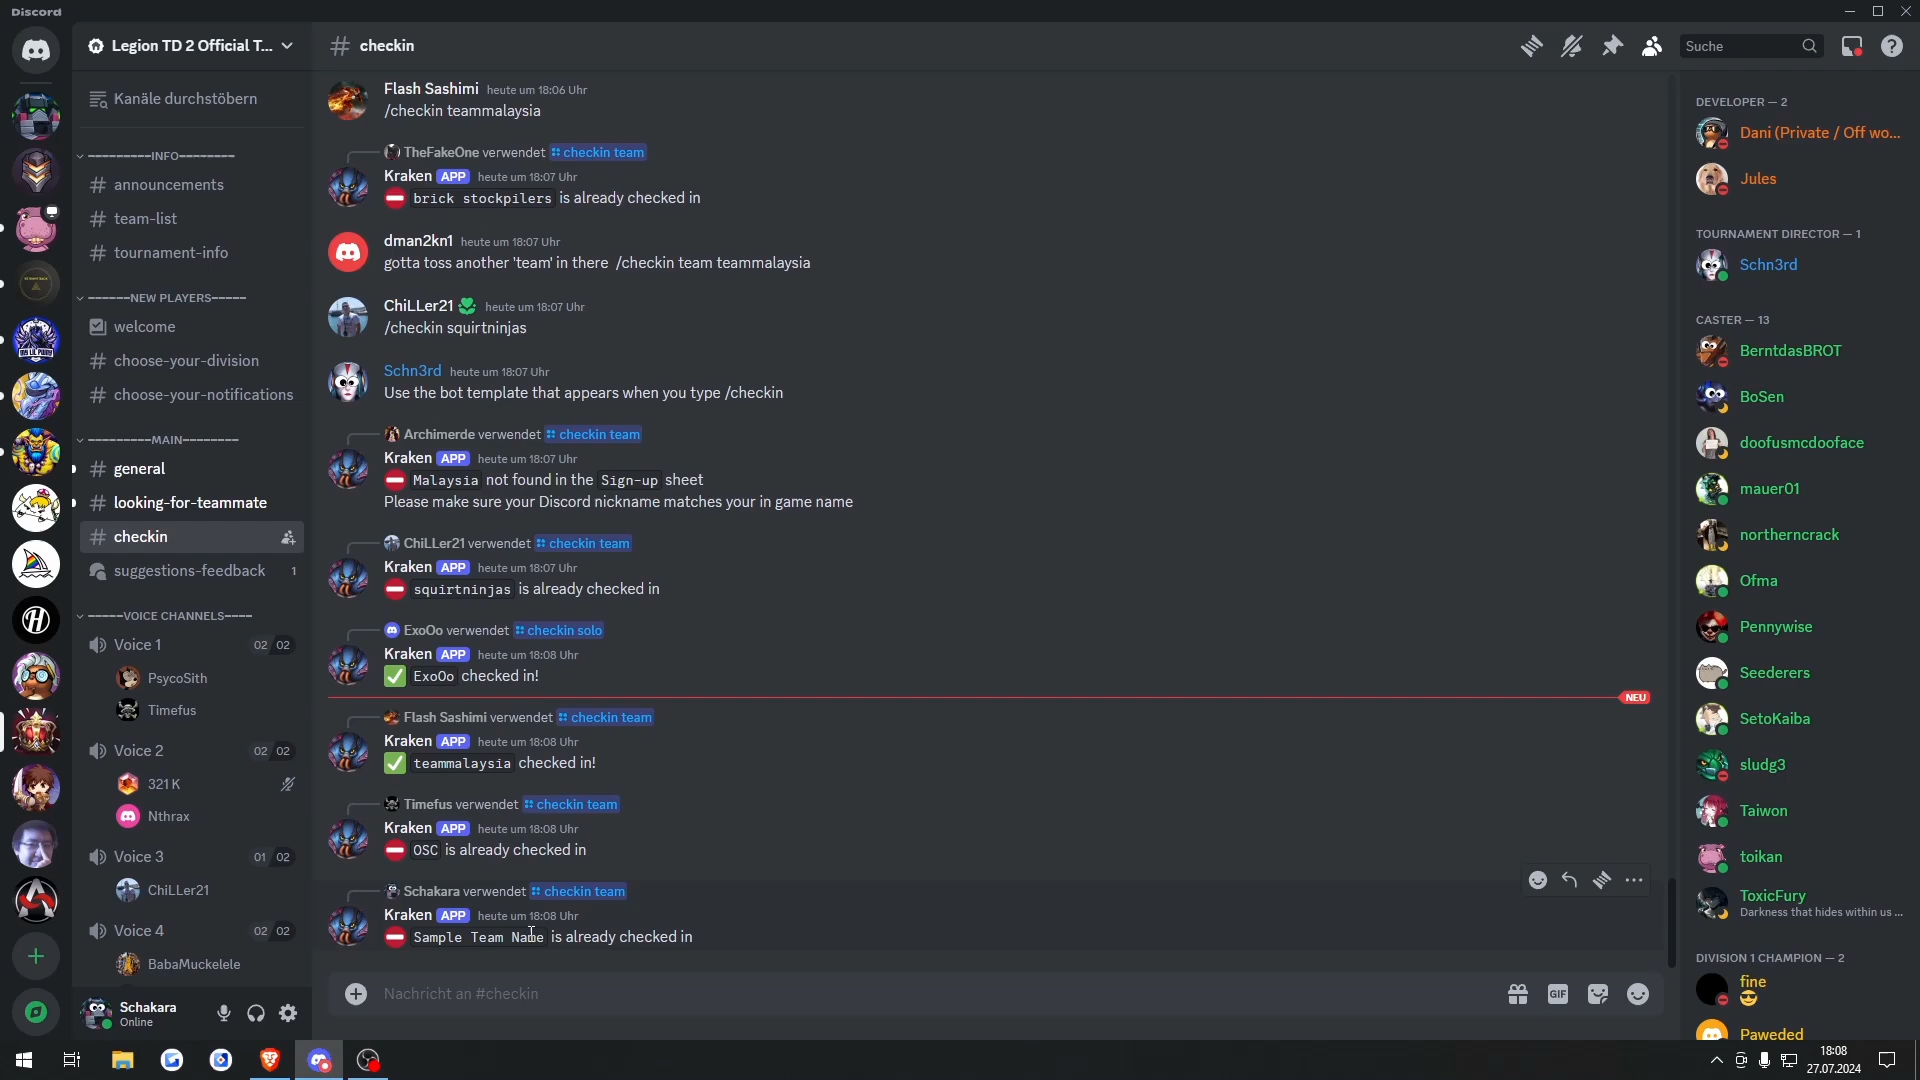 Discord
Legion TD 2 Official T...
Kanäle durchstöbern
---------INFO--------
announcements
team-list
tournament-info
------NEW PLAYERS-----
welcome
choose-your-division
choose-your-notifications
---------MAIN--------
general
looking-for-teammate
checkin
suggestions-feedback 1
-----VOICE CHANNELS----
Voice 1 02 02
PsycoSith
Timefus
Voice 2 02 02
321 K
Nthrax
Voice 3 01 02
ChiLLer21
Voice 4 02 02
BabaMuckelele
Schakara
Online
checkin
Suche
Flash Sashimi heute um 18:06 Uhr
/checkin teammalaysia
TheFakeOne verwendet checkin team
Kraken APP heute um 18:07 Uhr
brick stockpilers is already checked in
dman2kn1 heute um 18:07 Uhr
gotta toss another 'team' in there /checkin team teammalaysia
ChiLLer21 heute um 18:07 Uhr
/checkin squirtninjas
Schn3rd heute um 18:07 Uhr
Use the bot template that appears when you type /checkin
Archimerde verwendet checkin team
Kraken APP heute um 18:07 Uhr
Malaysia not found in the Sign-up sheet
Please make sure your Discord nickname matches your in game name
ChiLLer21 verwendet checkin team
Kraken APP heute um 18:07 Uhr
squirtninjas is already checked in
ExoOo verwendet checkin solo
Kraken APP heute um 18:08 Uhr
ExoOo checked in!
NEU
Flash Sashimi verwendet checkin team
Kraken APP heute um 18:08 Uhr
teammalaysia checked in!
Timefus verwendet checkin team
Kraken APP heute um 18:08 Uhr
OSC is already checked in
Schakara verwendet checkin team
Kraken APP heute um 18:08 Uhr
Sample Team Name is already checked in
Nachricht an #checkin
GIF
DEVELOPER — 2
Dani (Private / Off wo...
Jules
TOURNAMENT DIRECTOR — 1
Schn3rd
CASTER — 13
BerntdasBROT
BoSen
doofusmcdooface
mauer01
northerncrack
Ofma
Pennywise
Seederers
SetoKaiba
sludg3
Taiwon
toikan
ToxicFury
Darkness that hides within us ...
DIVISION 1 CHAMPION — 2
fine
Paweded
18:08
27.07.2024